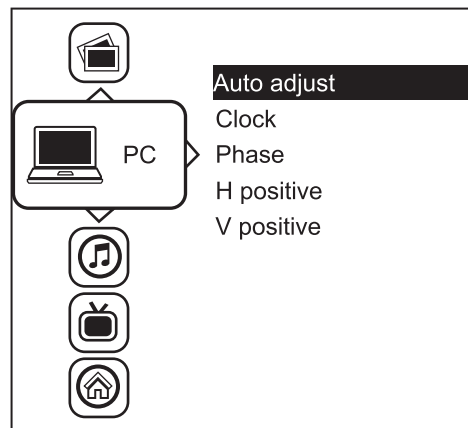 Auto adjust
Clock
PC
Phase
H positive
V positive